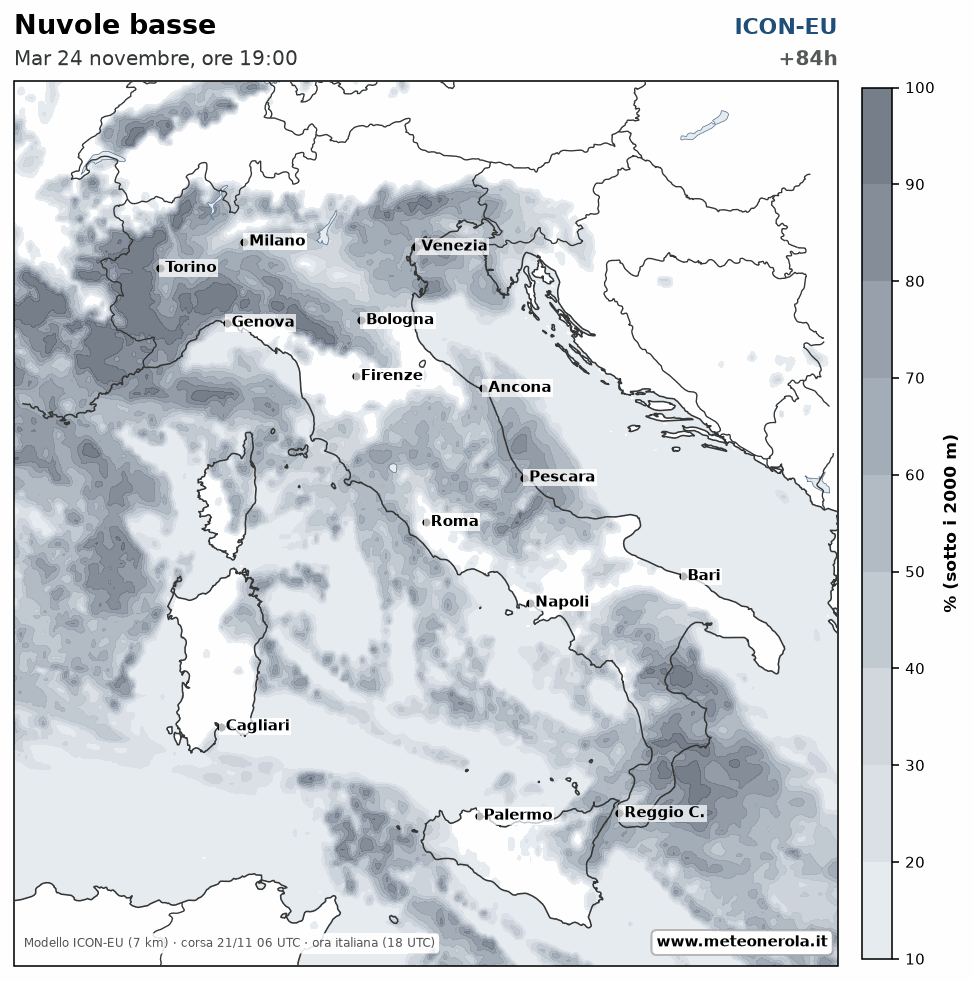 Nuvole basse
ICON-EU
Mar 24 novembre, ore 19:00
+84h
Milano
Venezia
Torino
Genova
Bologna
Firenze
Ancona
Pescara
Roma
Bari
Napoli
Cagliari
Palermo
Reggio C.
100
90
80
70
60
50
40
30
20
10
% (sotto i 2000 m)
Modello ICON-EU (7 km) · corsa 21/11 06 UTC · ora italiana (18 UTC)
www.meteonerola.it